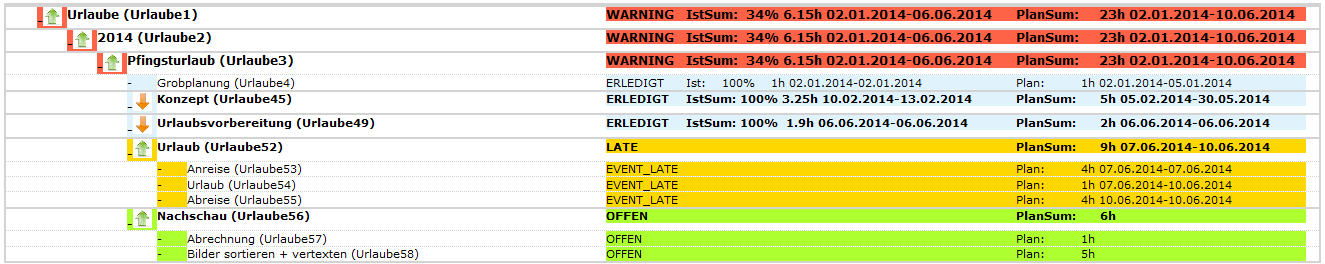 Urlaube (Urlaube1) WARNING IstSum: 34% 6.15h 02.01.2014-06.06.2014 PlanSum: 23h 02.01.2014-10.06.2014
2014 (Urlaube2) WARNING IstSum: 34% 6.15h 02.01.2014-06.06.2014 PlanSum: 23h 02.01.2014-10.06.2014
Pfingsturlaub (Urlaube3) WARNING IstSum: 34% 6.15h 02.01.2014-06.06.2014 PlanSum: 23h 02.01.2014-10.06.2014
- Grobplanung (Urlaube4) ERLEDIGT Ist: 100% 1h 02.01.2014-02.01.2014 Plan: 1h 02.01.2014-05.01.2014
Konzept (Urlaube45) ERLEDIGT IstSum: 100% 3.25h 10.02.2014-13.02.2014 PlanSum: 5h 05.02.2014-30.05.2014
Urlaubsvorbereitung (Urlaube49) ERLEDIGT IstSum: 100% 1.9h 06.06.2014-06.06.2014 PlanSum: 2h 06.06.2014-06.06.2014
Urlaub (Urlaube52) LATE PlanSum: 9h 07.06.2014-10.06.2014
- Anreise (Urlaube53) EVENT_LATE Plan: 4h 07.06.2014-07.06.2014
- Urlaub (Urlaube54) EVENT_LATE Plan: 1h 07.06.2014-10.06.2014
- Abreise (Urlaube55) EVENT_LATE Plan: 4h 10.06.2014-10.06.2014
Nachschau (Urlaube56) OFFEN PlanSum: 6h
- Abrechnung (Urlaube57) OFFEN Plan: 1h
- Bilder sortieren + vertexten (Urlaube58) OFFEN Plan: 5h